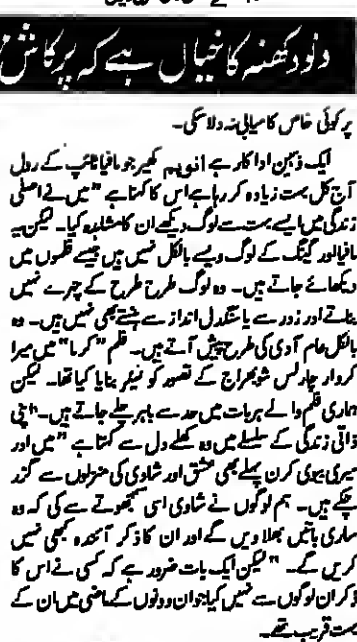 ونود کھنہ کا خیال ہے کہ پرکاش
پر کوئی خاص کامیابی نہ دلا سکی۔
ایک ذہین اداکار ہے انوپم کھیر جو مافیا ٹائپ کے رول
آج کل بہت زیادہ کر رہا ہے اس کا کہنا ہے "میں نے اصلی
زندگی میں ایسے بہت سے لوگ دیکھے ان کا مشاہدہ کیا۔ لیکن یہ
مافیا اور گینگ کے لوگ ویسے بالکل نہیں ہیں جیسے فلموں میں
دیکھائے جاتے ہیں۔ وہ لوگ طرح طرح کے چہرے نہیں
بناتے اور زور سے یا سنگدل انداز سے ہنستے بھی نہیں ہیں۔ وہ
بالکل عام آدمی کی طرح پیش آتے ہیں۔ فلم "کرما" میں میرا
کردار چارلس شوبھراج کے تصور کو لیکر بنایا گیا تھا۔ لیکن
ہماری فلم والے ہر بات میں حد سے باہر چلے جاتے ہیں۔" اپنی
ذاتی زندگی کے سلسلے میں وہ کھلے دل سے کہتا ہے "میں اور
میری بیوی کرن پہلے بھی عشق اور شادی کی منزلوں سے گزر
چکے ہیں۔ ہم لوگوں نے شادی اسی سمجھوتے سے کی کہ وہ
ساری باتیں بھلا دیں گے اور ان کا ذکر آئندہ کبھی نہیں
کریں گے۔" لیکن ایک بات ضرور ہے کہ کسی نے اس کا
ذکر ان لوگوں سے نہیں کیا جو ان دونوں کے ماضی میں ان کے
بہت قریب تھے۔